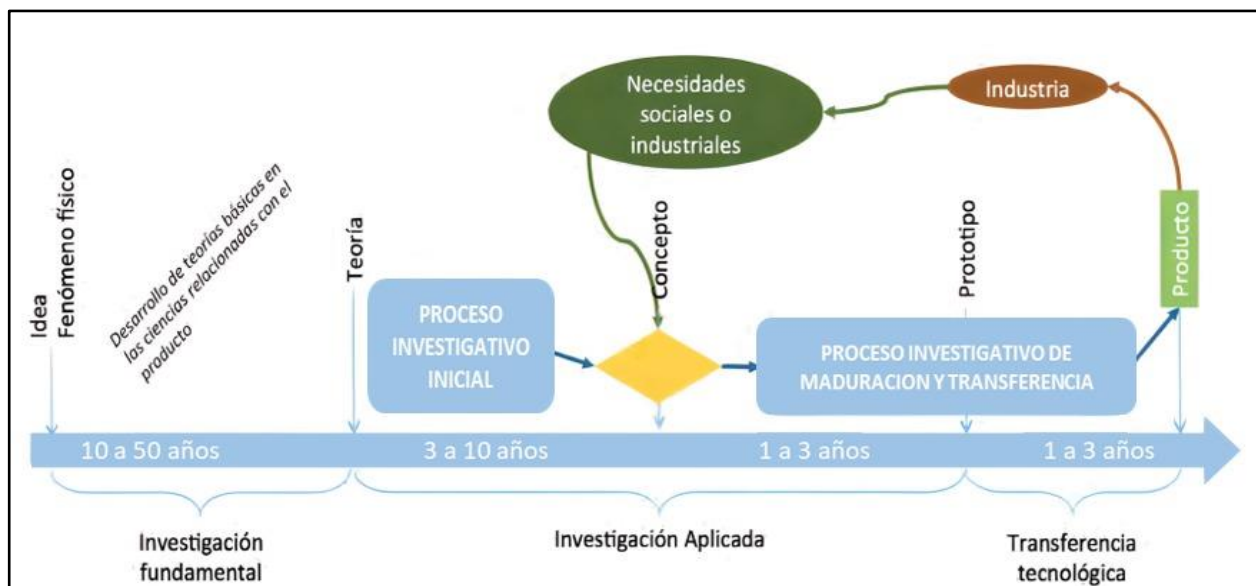 Necesidades
sociales o
industriales
Industria
Idea
Fenómeno físico
Desarrollo de teorías básicas en
las ciencias relacionadas con el
producto
Teoría
Concepto
Prototipo
Producto
PROCESO
INVESTIGATIVO
INICIAL
PROCESO INVESTIGATIVO DE
MADURACION Y TRANSFERENCIA
10 a 50 años
3 a 10 años
1 a 3 años
1 a 3 años
Investigación
fundamental
Investigación Aplicada
Transferencia
tecnológica